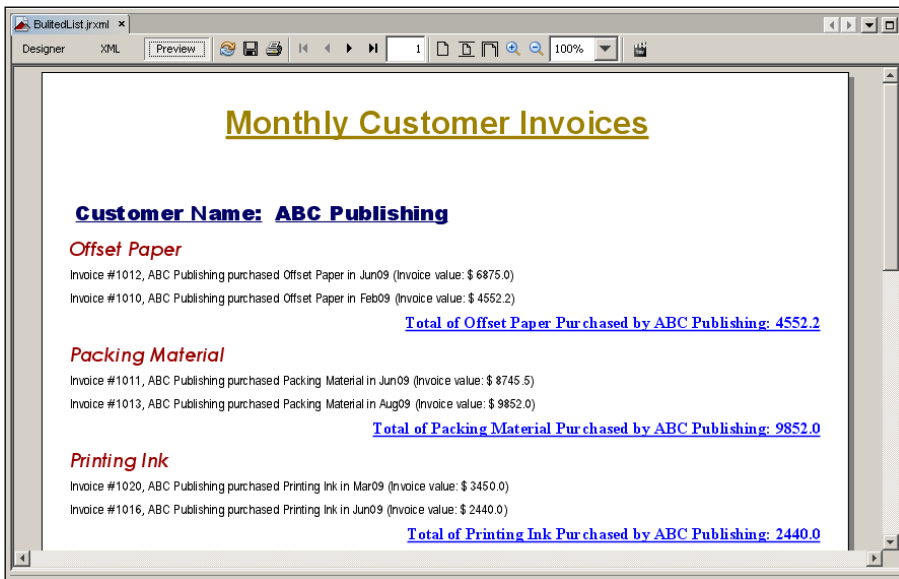 BulitedList.jrxml ×
Designer XML Preview 1 100%
Monthly Customer Invoices
Customer Name: ABC Publishing
Offset Paper
Invoice #1012, ABC Publishing purchased Offset Paper in Jun09 (Invoice value: $ 6875.0)
Invoice #1010, ABC Publishing purchased Offset Paper in Feb09 (Invoice value: $ 4552.2)
Total of Offset Paper Purchased by ABC Publishing: 4552.2
Packing Material
Invoice #1011, ABC Publishing purchased Packing Material in Jun09 (Invoice value: $ 8745.5)
Invoice #1013, ABC Publishing purchased Packing Material in Aug09 (Invoice value: $ 9852.0)
Total of Packing Material Purchased by ABC Publishing: 9852.0
Printing Ink
Invoice #1020, ABC Publishing purchased Printing Ink in Mar09 (Invoice value: $ 3450.0)
Invoice #1016, ABC Publishing purchased Printing Ink in Jun09 (Invoice value: $ 2440.0)
Total of Printing Ink Purchased by ABC Publishing: 2440.0